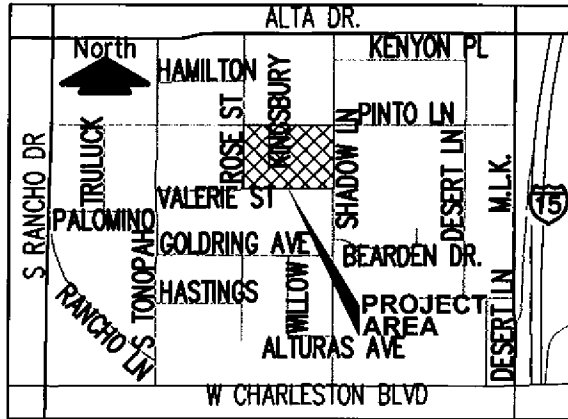 ALTA DR.
North
KENYON PL
HAMILTON
KINGSBURY
ROSE ST
PINTO LN
SHADOW LN
DESERT LN
M.L.K.
S RANCHO DR
TRULUCK
VALERIE ST
15
PALOMINO
S TONOPAH
GOLDRING AVE
BEARDEN DR.
HASTINGS
WILLOW
RANCHO LN
PROJECT
AREA
DESERT LN
ALTURAS AVE
W CHARLESTON BLVD